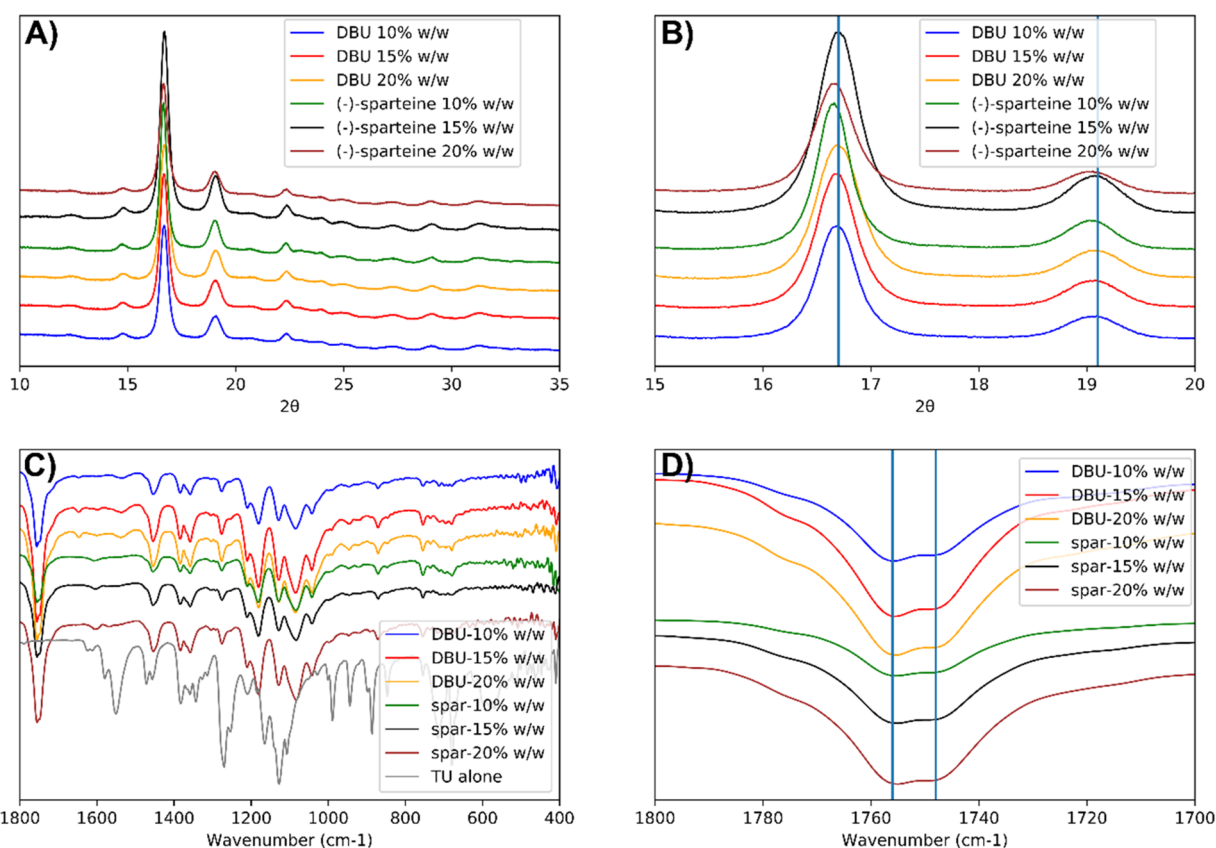 A)
DBU 10% w/w
DBU 15% w/w
DBU 20% w/w
(-)-sparteine 10% w/w
(-)-sparteine 15% w/w
(-)-sparteine 20% w/w
10 15 20 25 30 35
2θ
B)
DBU 10% w/w
DBU 15% w/w
DBU 20% w/w
(-)-sparteine 10% w/w
(-)-sparteine 15% w/w
(-)-sparteine 20% w/w
15 16 17 18 19 20
2θ
C)
DBU-10% w/w
DBU-15% w/w
DBU-20% w/w
spar-10% w/w
spar-15% w/w
spar-20% w/w
TU alone
1800 1600 1400 1200 1000 800 600 400
Wavenumber (cm-1)
D)
DBU-10% w/w
DBU-15% w/w
DBU-20% w/w
spar-10% w/w
spar-15% w/w
spar-20% w/w
1800 1780 1760 1740 1720 1700
Wavenumber (cm-1)